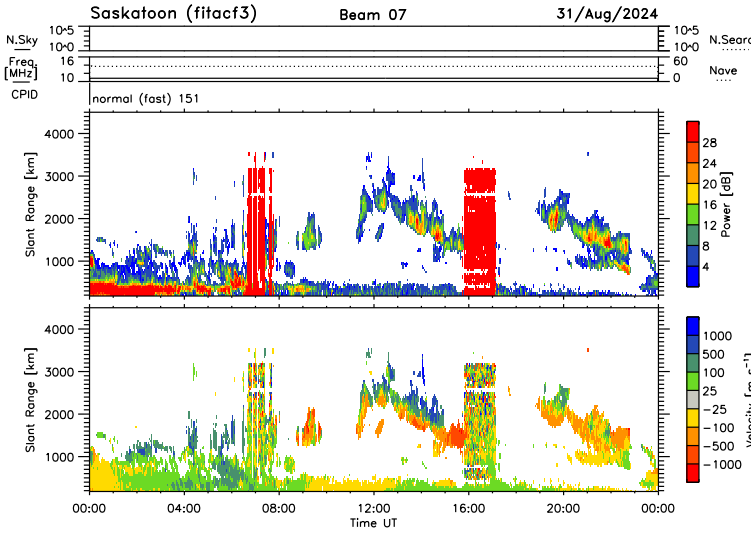 Saskatoon (fitacf3) Beam 07 31/Aug/2024
N.Sky 10^5 10^0 10^5 10^0 N.Sear
Freq. [MHz] 16 10 60 0 Nave
CPID normal (fast) 151
Slant Range [km] 4000 3000 2000 1000
Power [dB] 28 24 20 16 12 8 4
Slant Range [km] 4000 3000 2000 1000
1000 500 100 25 -25 -100 -500 -1000
00:00 04:00 08:00 12:00 16:00 20:00 00:00
Time UT